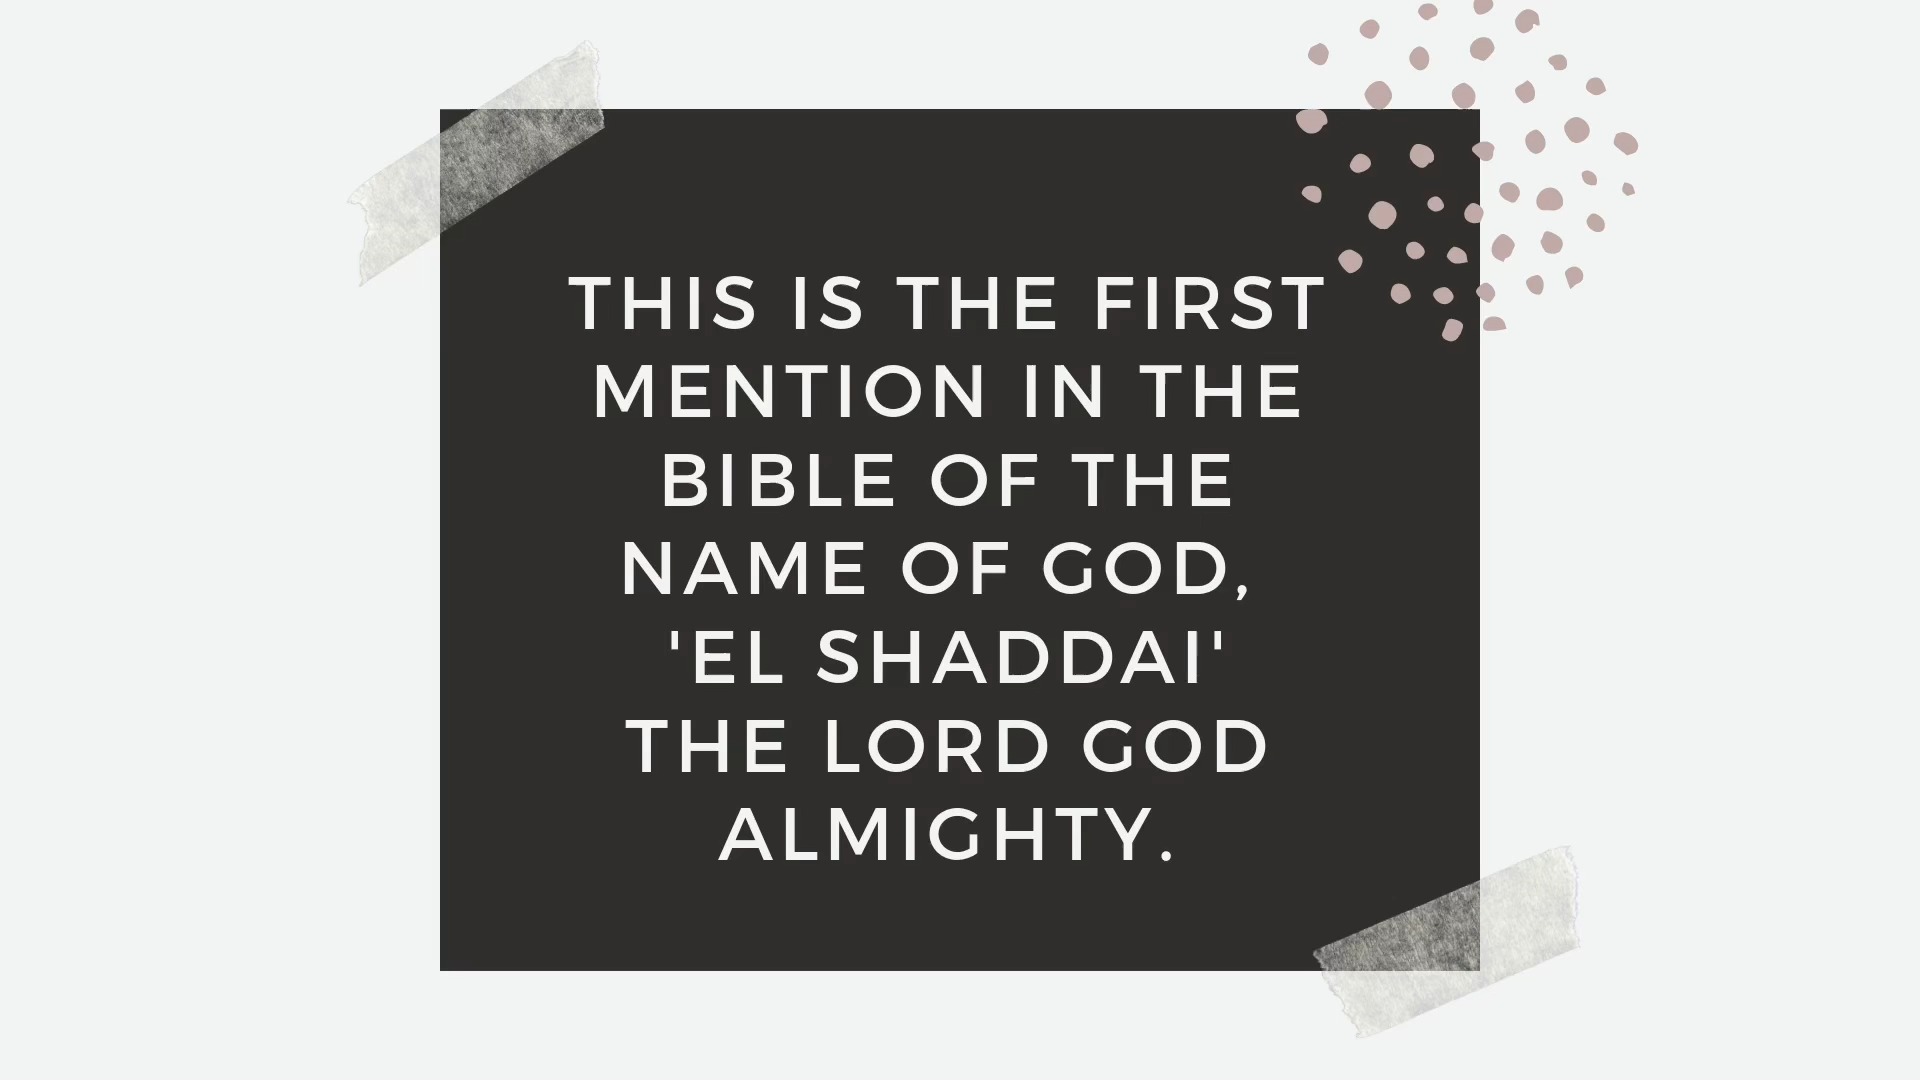 THIS IS THE FIRST
MENTION IN THE
BIBLE OF THE
NAME OF GOD,
'EL SHADDAI'
THE LORD GOD
ALMIGHTY.